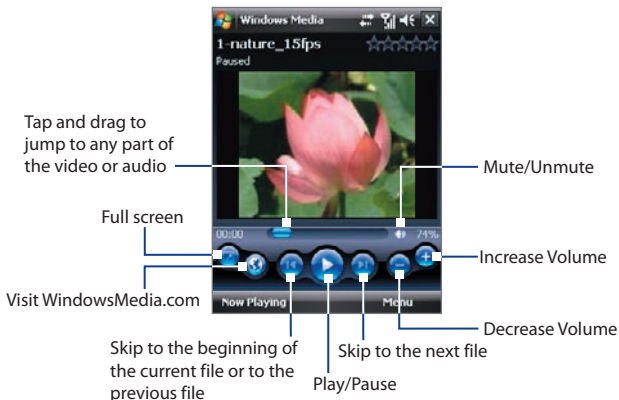 Windows Media
1-nature_15fps
Paused
Tap and drag to
jump to any part of
the video or audio
Mute/Unmute
Full screen
00:00
74%
Increase Volume
Visit WindowsMedia.com
Now Playing
Menu
Decrease Volume
Skip to the beginning of
the current file or to the
previous file
Skip to the next file
Play/Pause